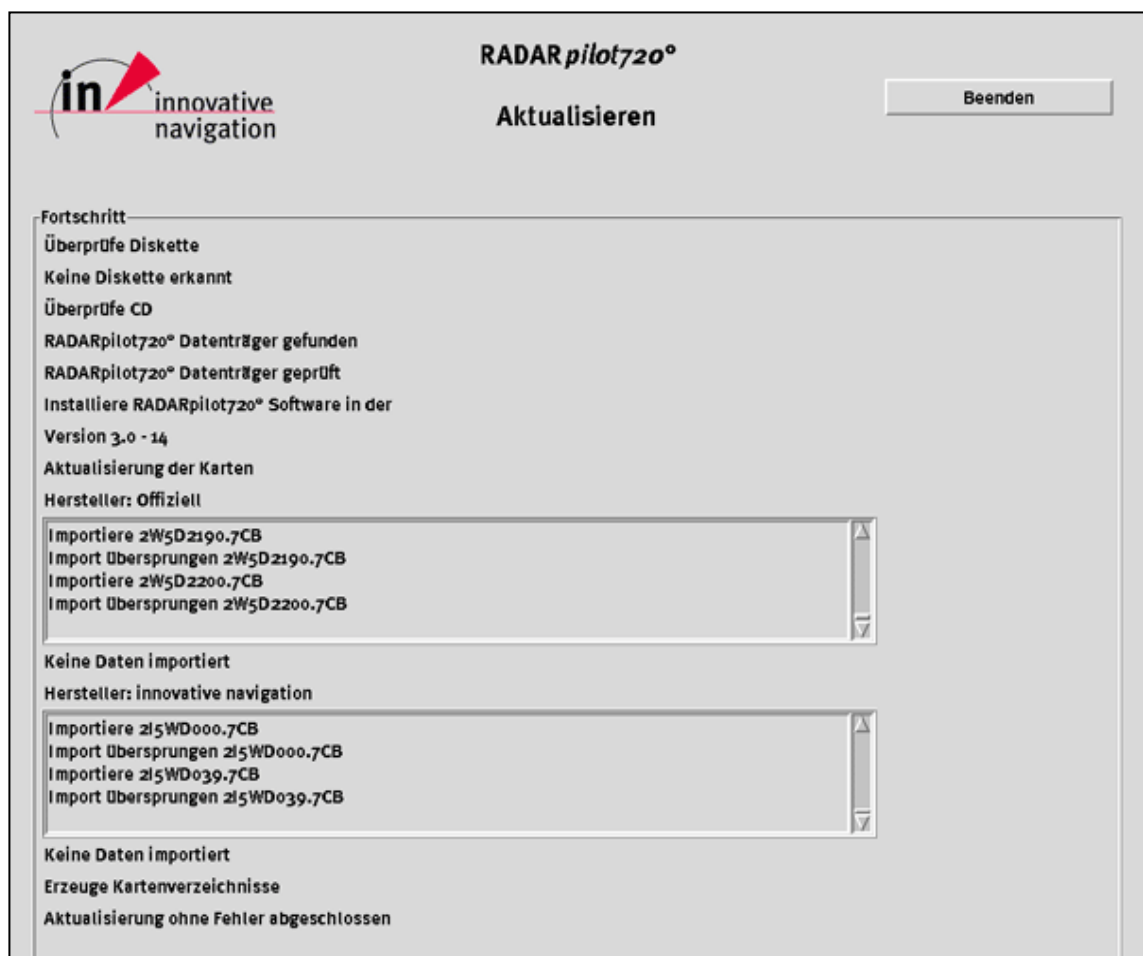 in
innovative
navigation
RADARpilot720°
Aktualisieren
Beenden
Fortschritt
Überprüfe Diskette
Keine Diskette erkannt
Überprüfe CD
RADARpilot720° Datenträger gefunden
RADARpilot720° Datenträger geprüft
Installiere RADARpilot720° Software in der
Version 3.0 - 14
Aktualisierung der Karten
Hersteller: Offiziell
Importiere 2W5D2190.7CB
Import übersprungen 2W5D2190.7CB
Importiere 2W5D2200.7CB
Import übersprungen 2W5D2200.7CB
Keine Daten importiert
Hersteller: innovative navigation
Importiere 2I5WD000.7CB
Import übersprungen 2I5WD000.7CB
Importiere 2I5WD039.7CB
Import übersprungen 2I5WD039.7CB
Keine Daten importiert
Erzeuge Kartenverzeichnisse
Aktualisierung ohne Fehler abgeschlossen